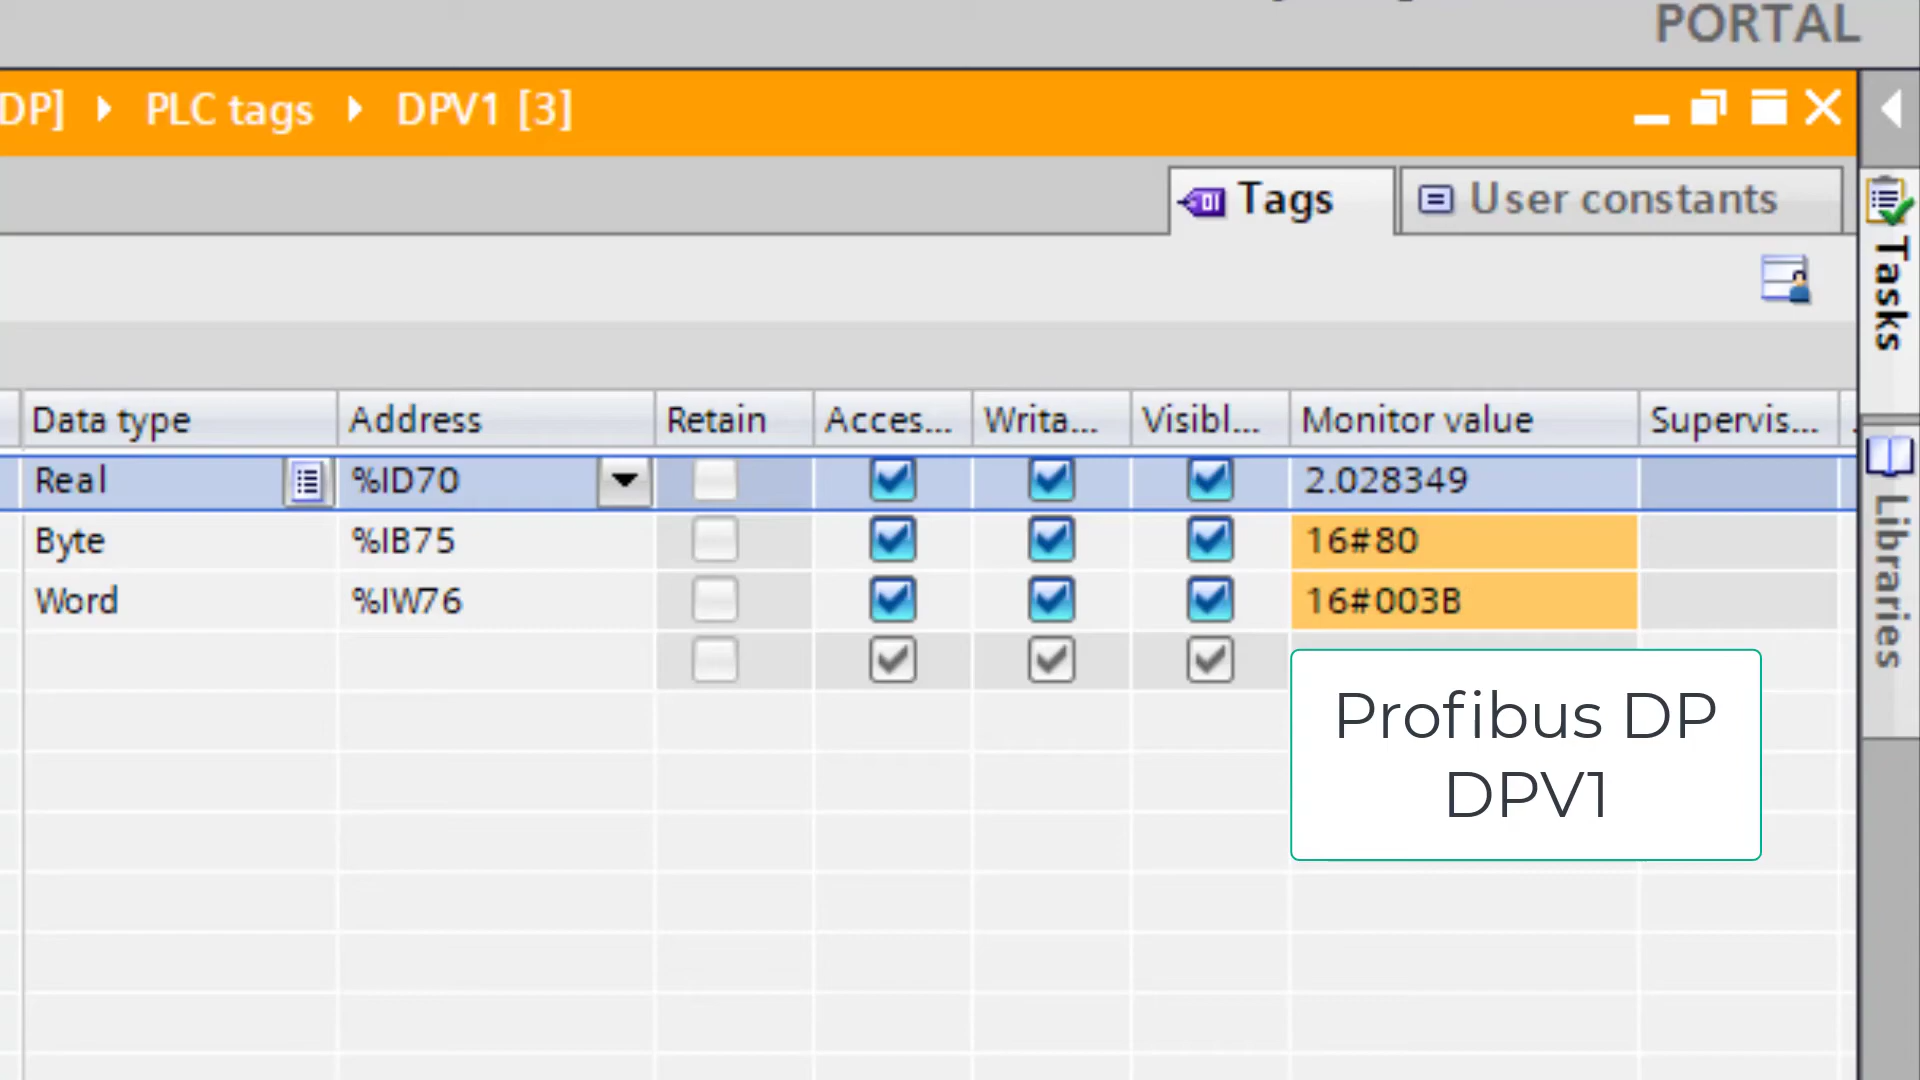 PORTAL
DP] ▸ PLC tags ▸ DPV1 [3]
Tags
User constants
Tasks
Libraries
Data type Address Retain Acces... Writa... Visibl... Monitor value Supervis...
Real %ID70 2.028349
Byte %IB75 16#80
Word %IW76 16#003B
Profibus DP
DPV1